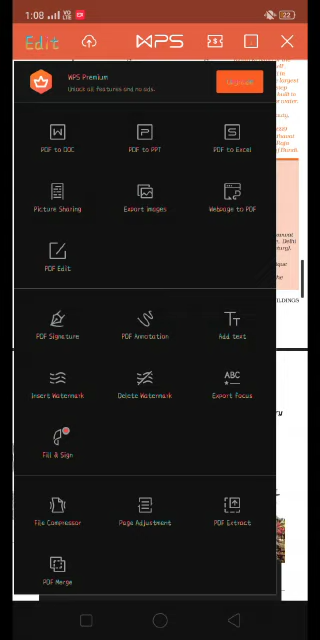 1:08
22
Edit
WPS
WPS Premium
Unlock all features and no ads.
PDF to DOC
PDF to PPT
PDF to Excel
Picture Sharing
Export images
Webpage to PDF
PDF Edit
PDF Signature
PDF Annotation
Add text
Insert Watermark
Delete Watermark
Export Focus
Fill & Sign
File Compressor
Page Adjustment
PDF Extract
PDF Merge